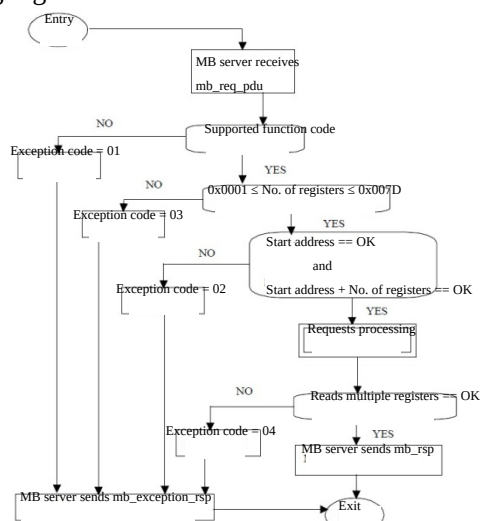 Entry
MB server receives
mb_req_pdu
NO
Supported function code
Exception code = 01
YES
NO
0x0001 ≤ No. of registers ≤ 0x007D
Exception code = 03
YES
Start address == OK
and
NO
Start address + No. of registers == OK
Exception code = 02
YES
Requests processing
NO
Reads multiple registers == OK
Exception code = 04
YES
MB server sends mb_rsp
MB server sends mb_exception_rsp
Exit